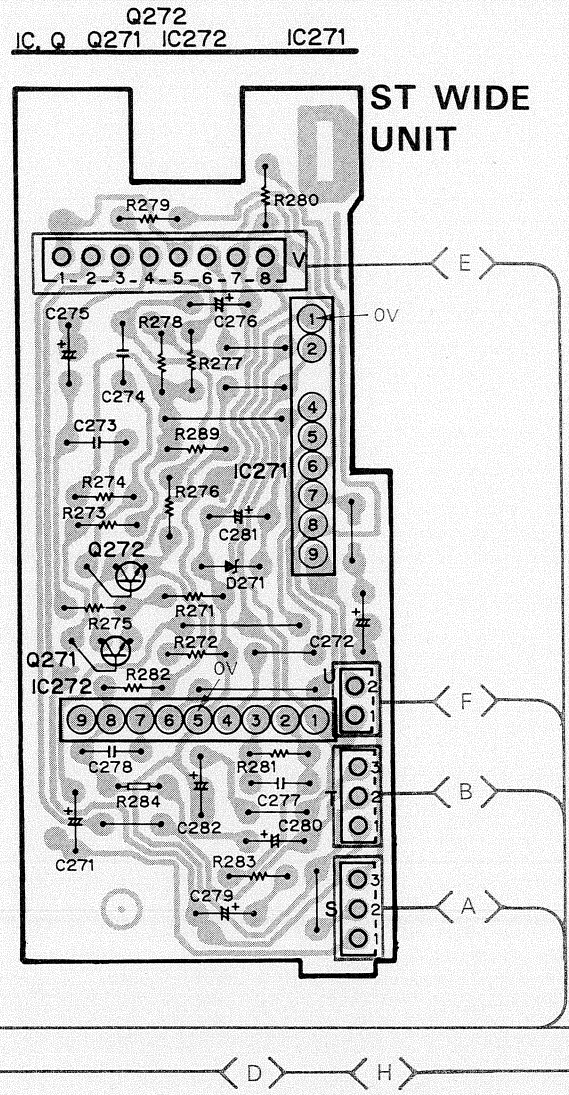 Q272
IC, Q Q271 IC272 IC271
ST WIDE
UNIT
R279
R280
1 2 3 4 5 6 7 8 V
E
C275
R278
C276
1
0V
2
R277
C274
4
C273
R289
5
IC271
6
R274
R276
7
R273
C281
8
Q272
9
D271
R271
R275
R272
C272
Q271
0V
U
R282
2
IC272
F
9 8 7 6 5 4 3 2 1
1
C278
R281
3
R284
C277
T
2
B
C282
C280
1
C271
R283
3
C279
S
2
A
1
D H